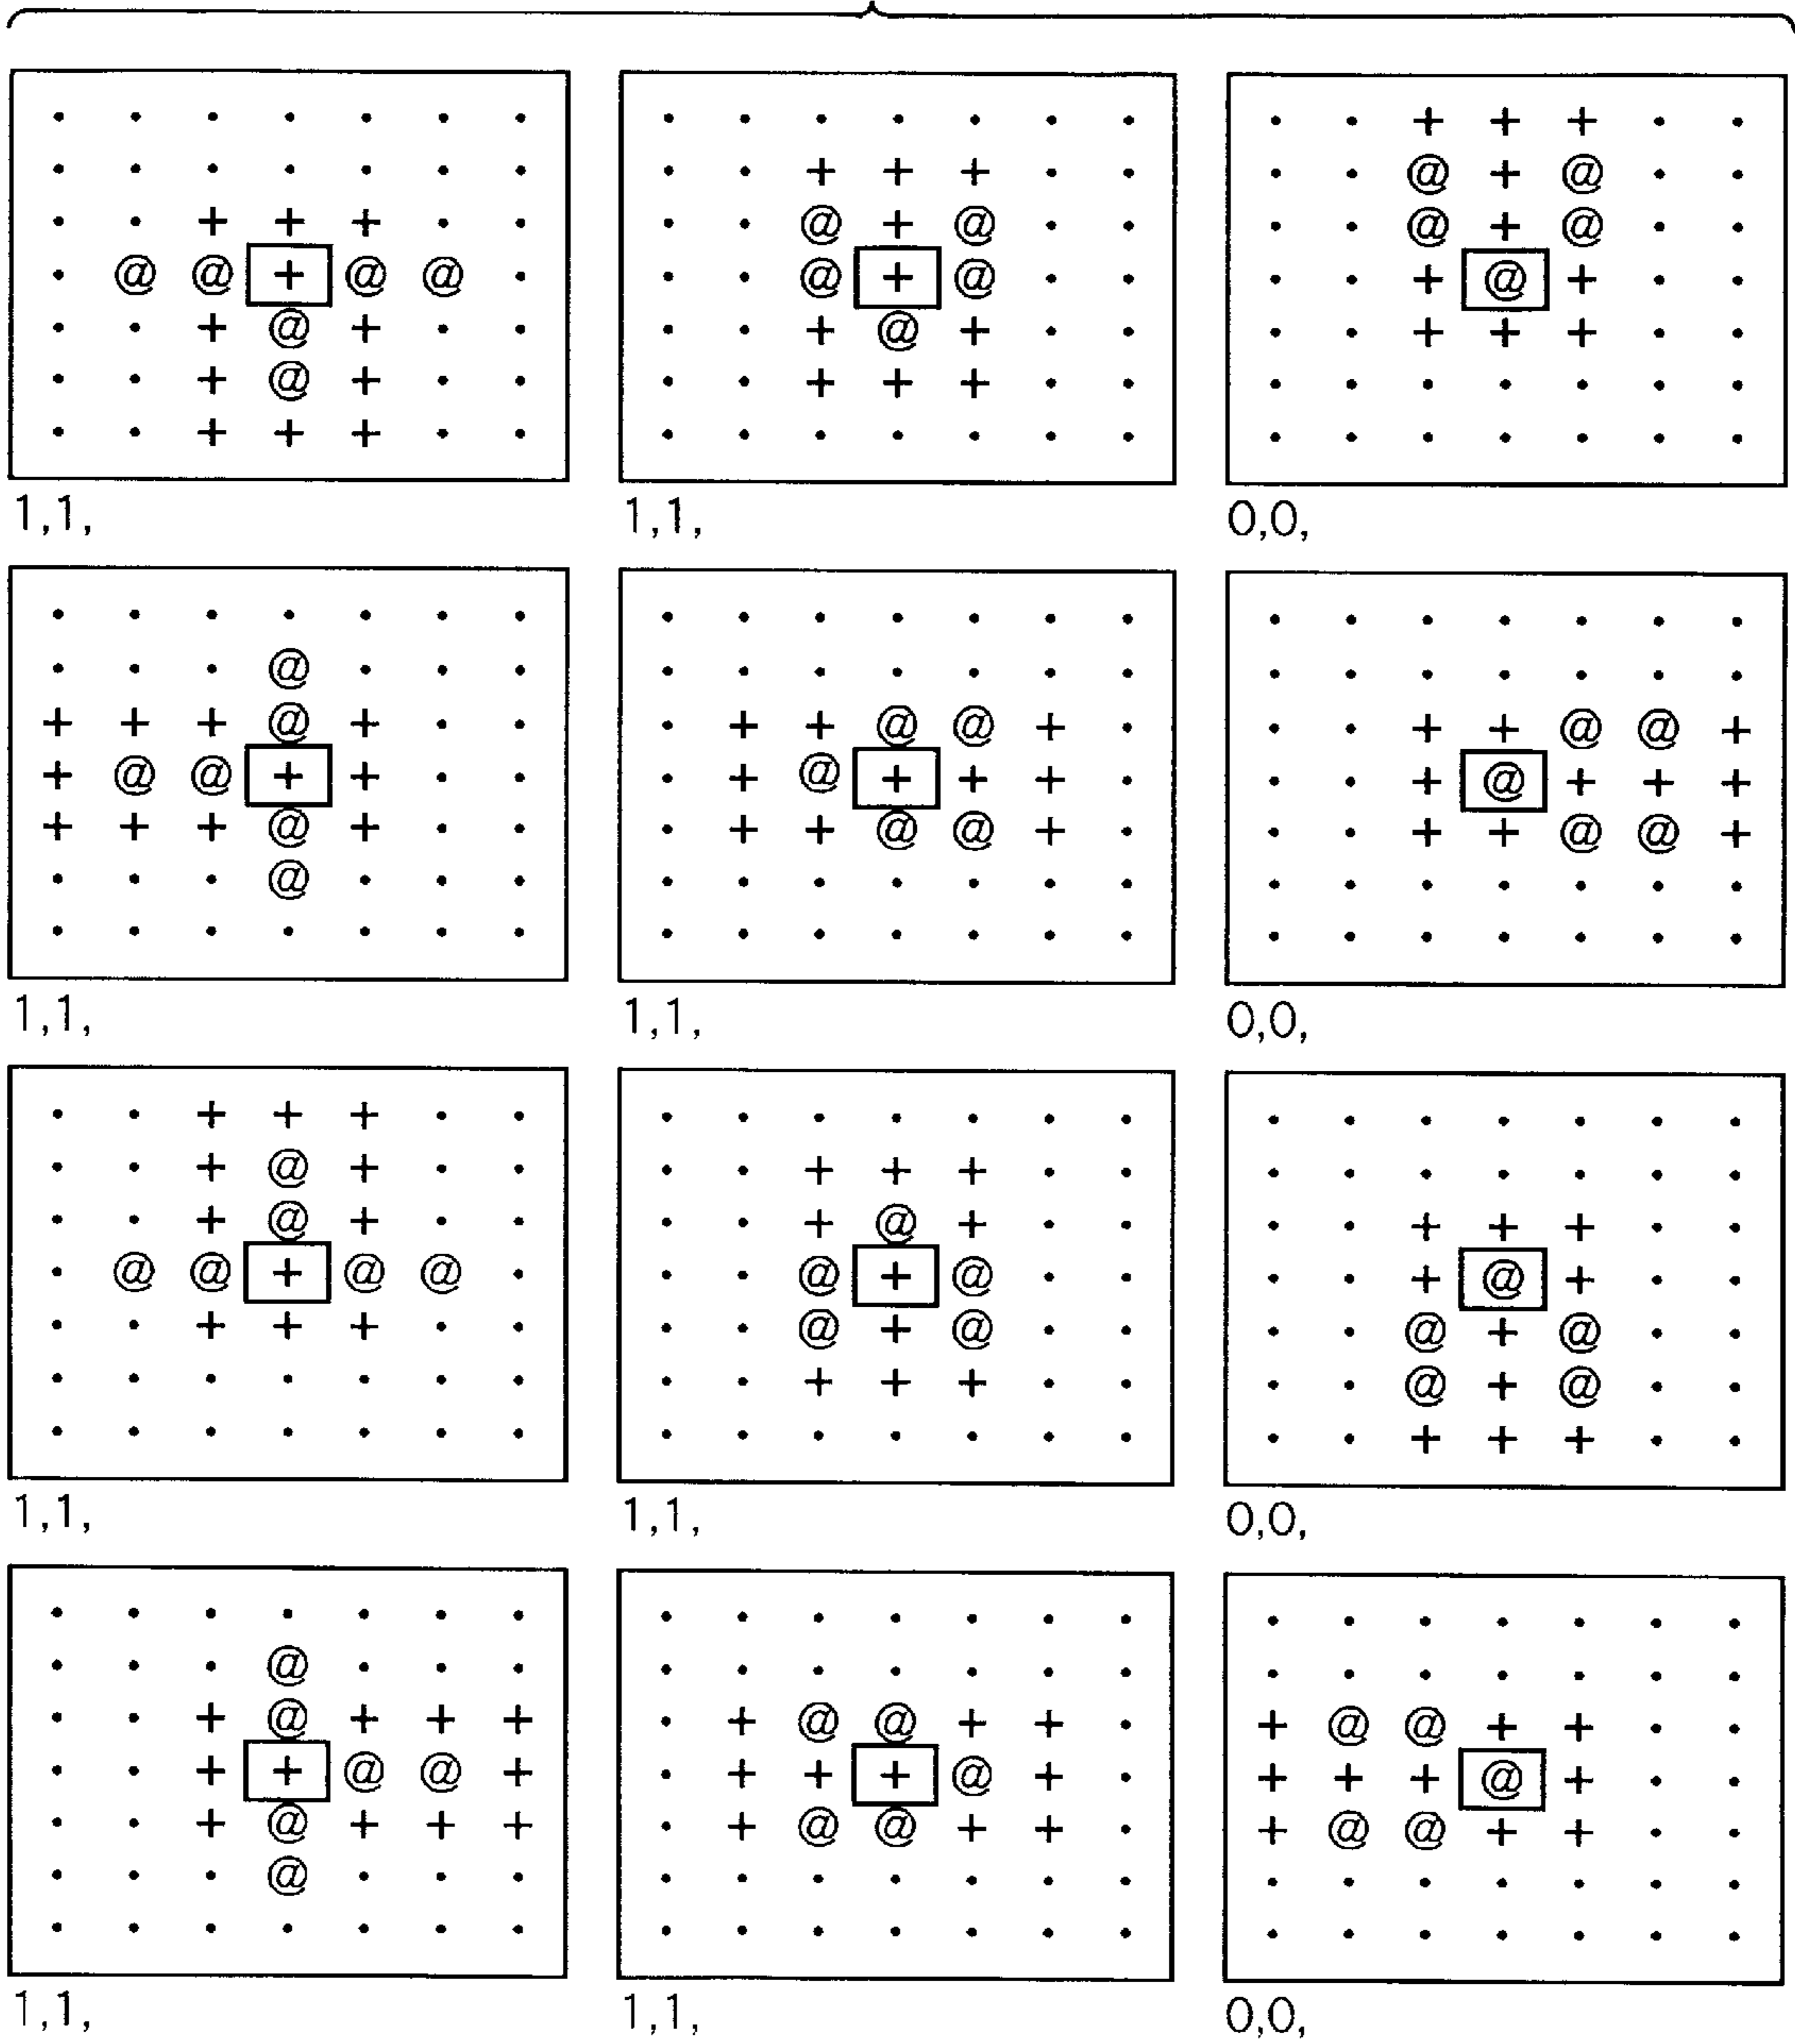 . . . . . . .   . . . . . . .   . . + + + . .
. . . . . . .   . . + + + . .   . . @ + @ . .
. . + + + . .   . . @ + @ . .   . . @ + @ . .
. @ @ + @ @ .   . . @ + @ . .   . . + @ + . .
. . + @ + . .   . . + @ + . .   . . + + + . .
. . + @ + . .   . . + + + . .   . . . . . . .
. . + + + . .   . . . . . . .   . . . . . . .
1,1,   1,1,   0,0,
. . . . . . .   . . . . . . .   . . . . . . .
. . . @ . . .   . . . . . . .   . . . . . . .
+ + + @ + . .   . + + @ @ + .   . . + + @ @ +
+ @ @ + + . .   . + @ + + + .   . . + @ + + +
+ + + @ + . .   . + + @ @ + .   . . + + @ @ +
. . . @ . . .   . . . . . . .   . . . . . . .
. . . . . . .   . . . . . . .   . . . . . . .
1,1,   1,1,   0,0,
. . + + + . .   . . . . . . .   . . . . . . .
. . + @ + . .   . . + + + . .   . . . . . . .
. . + @ + . .   . . + @ + . .   . . + + + . .
. @ @ + @ @ .   . . @ + @ . .   . . + @ + . .
. . + + + . .   . . @ + @ . .   . . @ + @ . .
. . . . . . .   . . + + + . .   . . @ + @ . .
. . . . . . .   . . . . . . .   . . + + + . .
1,1,   1,1,   0,0,
. . . . . . .   . . . . . . .   . . . . . . .
. . . @ . . .   . . . . . . .   . . . . . . .
. . + @ + + +   . + @ @ + + .   + @ @ + + . .
. . + + @ @ +   . + + + @ + .   + + + @ + . .
. . + @ + + +   . + @ @ + + .   + @ @ + + . .
. . . @ . . .   . . . . . . .   . . . . . . .
. . . . . . .   . . . . . . .   . . . . . . .
1,1,   1,1,   0,0,